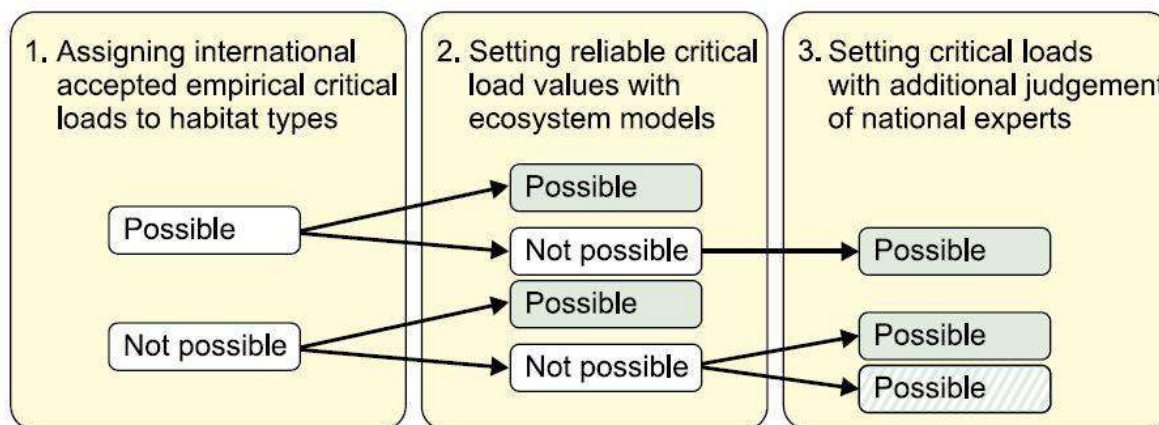 1. Assigning international
accepted empirical critical
loads to habitat types
Possible
Not possible
2. Setting reliable critical
load values with
ecosystem models
Possible
Not possible
Possible
Not possible
3. Setting critical loads
with additional judgement
of national experts
Possible
Possible
Possible